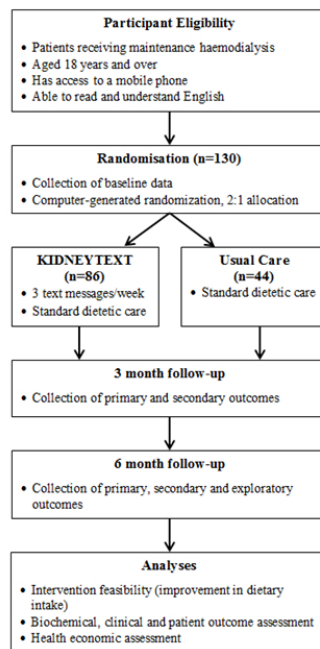 Participant Eligibility
• Patients receiving maintenance haemodialysis
• Aged 18 years and over
• Has access to a mobile phone
• Able to read and understand English
Randomisation (n=130)
• Collection of baseline data
• Computer-generated randomization, 2:1 allocation
KIDNEYTEXT
(n=86)
• 3 text messages/week
• Standard dietetic care
Usual Care
(n=44)
• Standard dietetic care
3 month follow-up
• Collection of primary and secondary outcomes
6 month follow-up
• Collection of primary, secondary and exploratory
outcomes
Analyses
• Intervention feasibility (improvement in dietary
intake)
• Biochemical, clinical and patient outcome assessment
• Health economic assessment